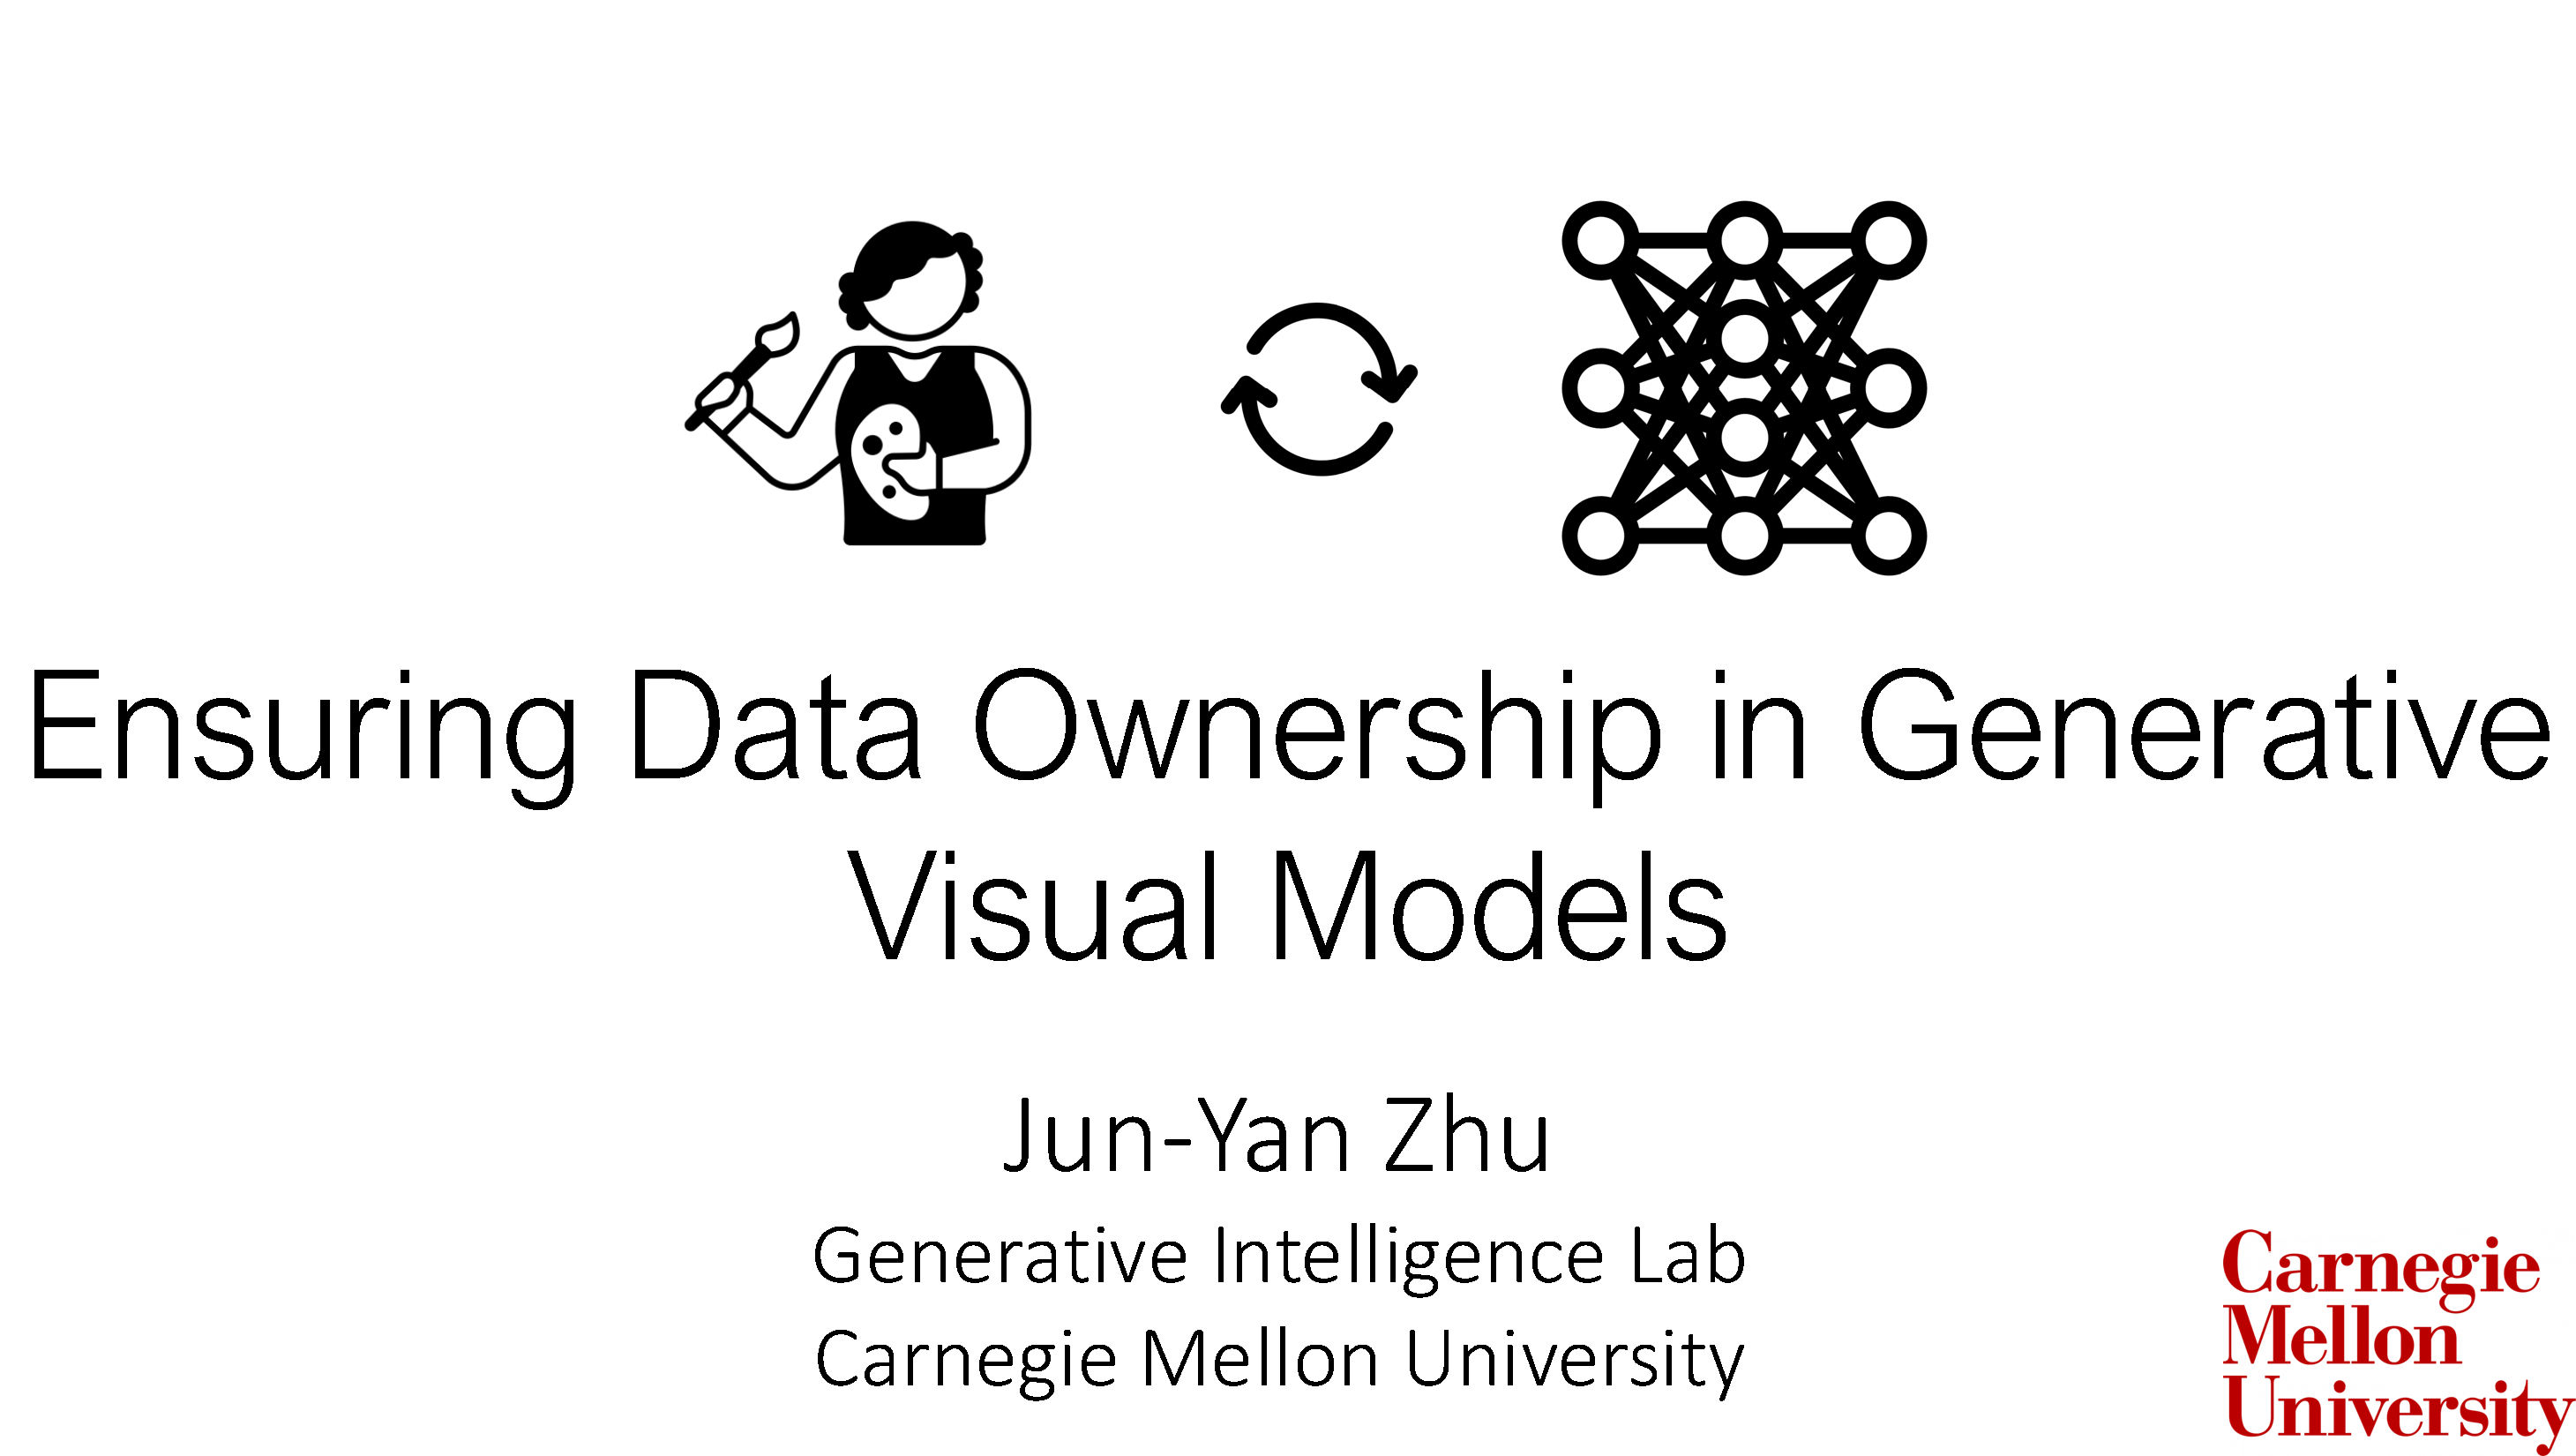 Ensuring Data Ownership in Generative
Visual Models
Jun-Yan Zhu
Generative Intelligence Lab
Carnegie Mellon University
Carnegie
Mellon
University